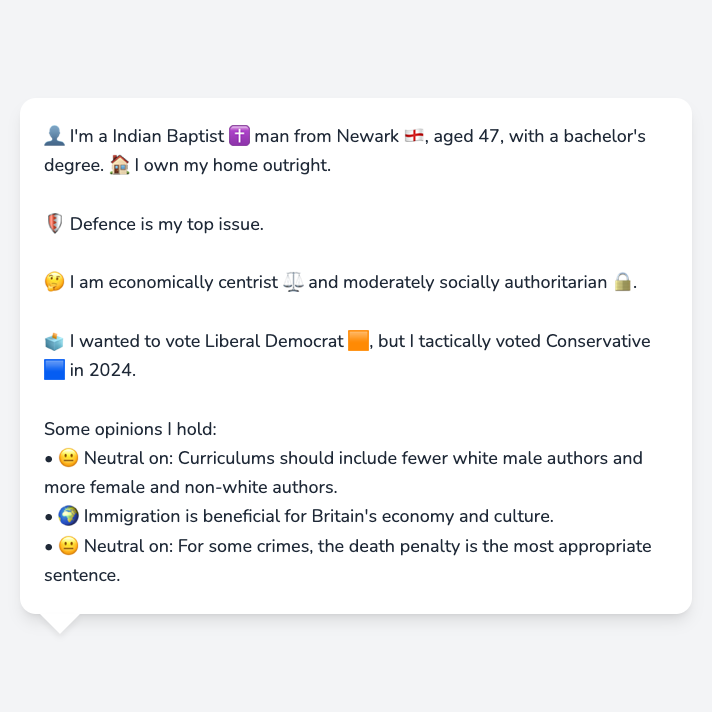 👤 I'm a Indian Baptist ✝️ man from Newark 🏴󠁧󠁢󠁥󠁮󠁧󠁿, aged 47, with a bachelor's
degree. 🏠 I own my home outright.
🛡️ Defence is my top issue.
🤔 I am economically centrist ⚖️ and moderately socially authoritarian 🔒.
🗳️ I wanted to vote Liberal Democrat 🟧, but I tactically voted Conservative
🟦 in 2024.
Some opinions I hold:
• 😐 Neutral on: Curriculums should include fewer white male authors and
more female and non-white authors.
• 🌍 Immigration is beneficial for Britain's economy and culture.
• 😐 Neutral on: For some crimes, the death penalty is the most appropriate
sentence.